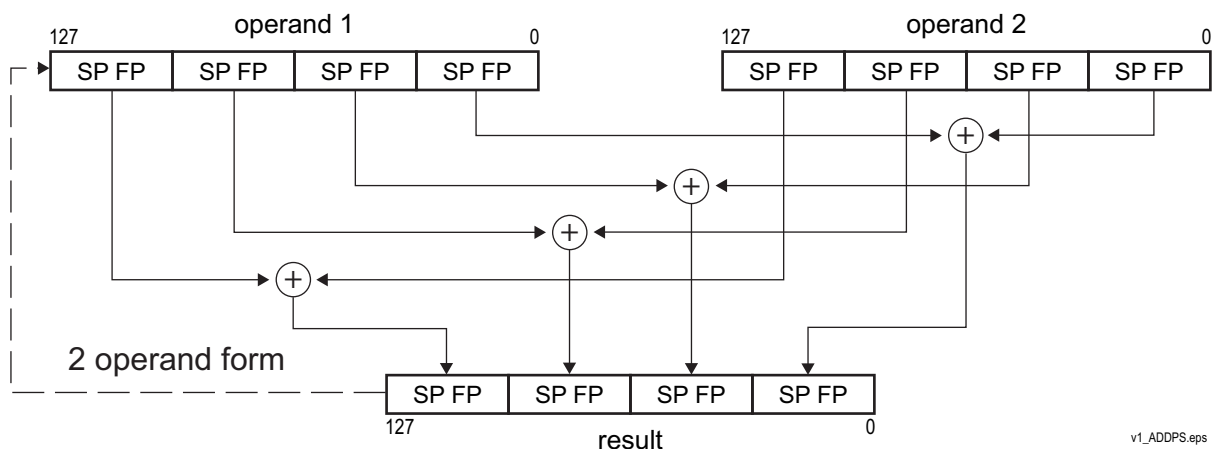 operand 1 operand 2
127 0 127 0
SP FP SP FP SP FP SP FP SP FP SP FP SP FP SP FP
+
+
+
+
2 operand form
SP FP SP FP SP FP SP FP
127 0
result
v1_ADDPS.eps